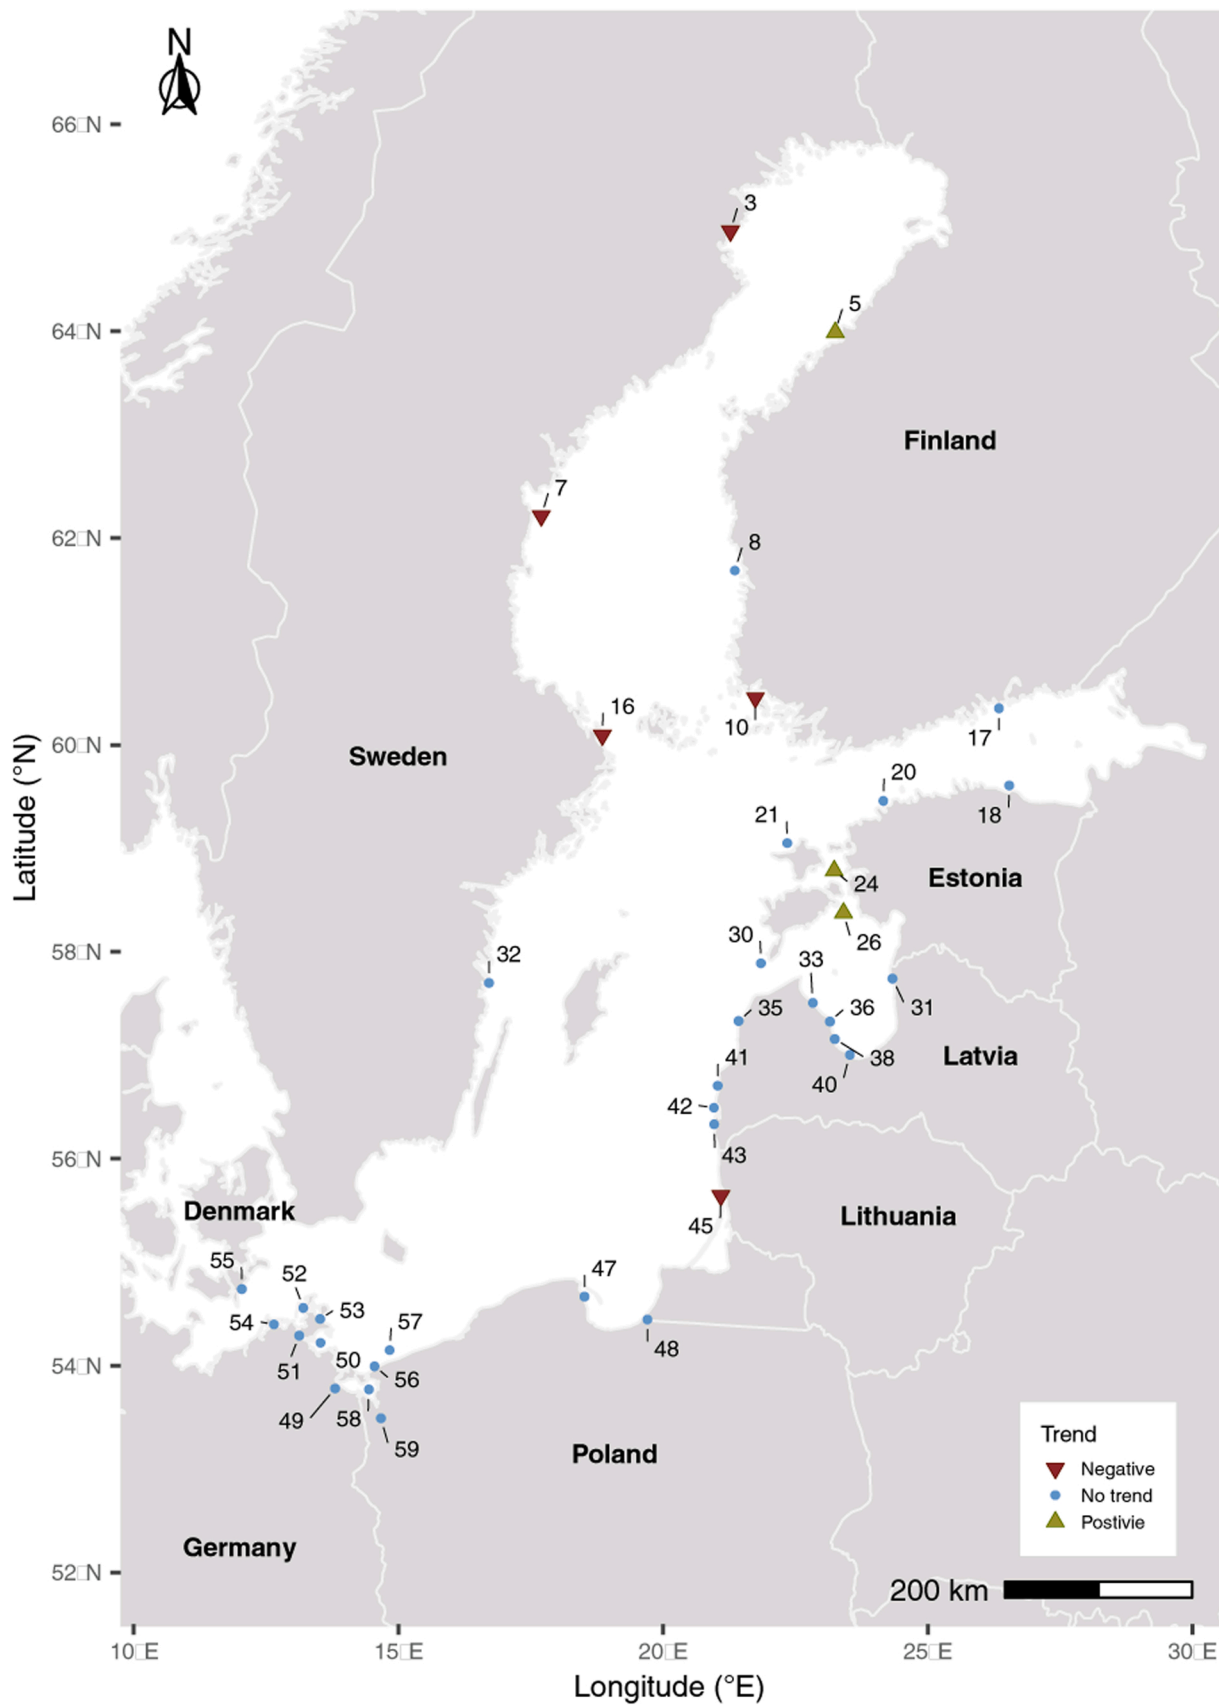 N
66□N
3
5
64□N
Finland
7
62□N
8
16
10
17
60□N
Sweden
20
21
18
24
Estonia
26
30
58□N
32
33
31
35
36
41
38
Latvia
40
42
43
56□N
Denmark
45
Lithuania
55
52
47
53
54
57
48
51
50
54□N
56
49
58
59
Poland
Trend
Negative
No trend
Postivie
Germany
52□N
200 km
10□E
15□E
20□E
25□E
30□E
Longitude (°E)
Latitude (°N)